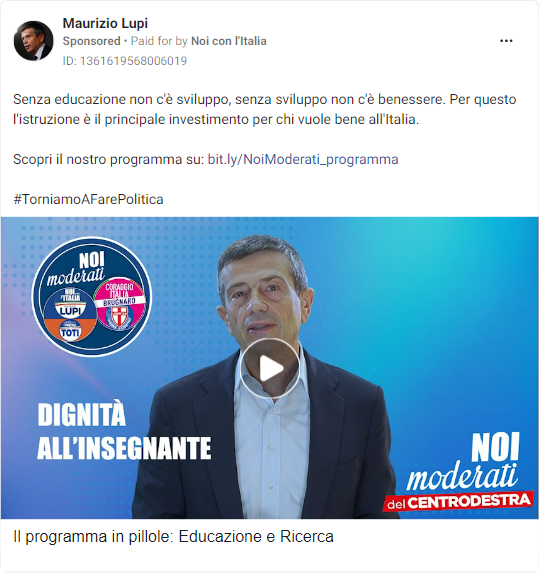 Maurizio Lupi
Sponsored • Paid for by Noi con l'Italia
ID: 1361619568006019
Senza educazione non c'è sviluppo, senza sviluppo non c'è benessere. Per questo
l'istruzione è il principale investimento per chi vuole bene all'Italia.
Scopri il nostro programma su: bit.ly/NoiModerati_programma
#TorniamoAFarePolitica
NOI
moderati
NOI
L'ITALIA
LUPI
TOTI
CORAGGIO
ITALIA
BRUGNARO
DIGNITÀ
ALL'INSEGNANTE
NOI
moderati
del CENTRODESTRA
Il programma in pillole: Educazione e Ricerca